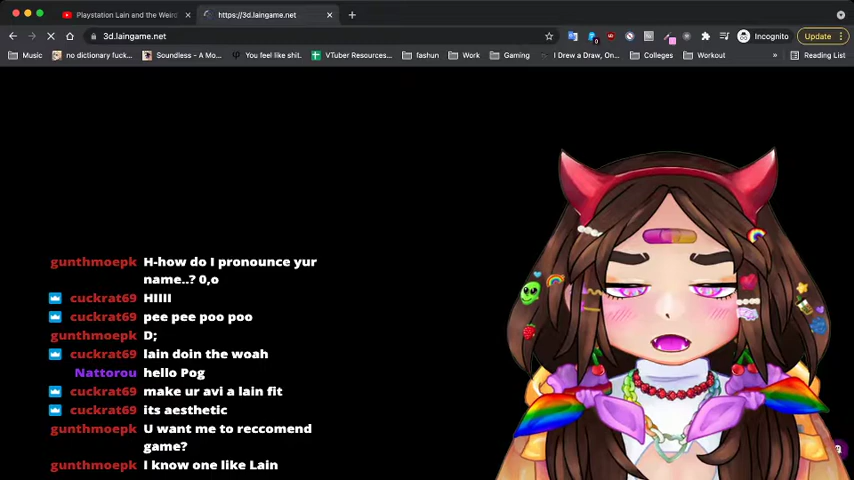 Playstation Lain and the Weird
https://3d.laingame.net
3d.laingame.net
Incognito
Update
Music
no dictionary fuck...
Soundless - A Mo...
You feel like shit.
VTuber Resources...
fashun
Work
Gaming
I Drew a Draw, On...
Colleges
Workout
Reading List
gunthmoepk H-how do I pronounce yur
name..? 0,o
cuckrat69 HIIII
cuckrat69 pee pee poo poo
gunthmoepk D;
cuckrat69 lain doin the woah
Nattorou hello Pog
cuckrat69 make ur avi a lain fit
cuckrat69 its aesthetic
gunthmoepk U want me to reccomend
game?
gunthmoepk I know one like Lain